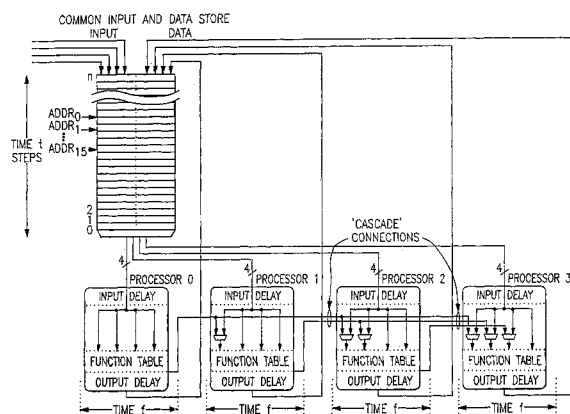 COMMON INPUT AND DATA STORE
INPUT DATA
n
ADDR0
ADDR1
ADDR15
TIME t
STEPS
2
1
0
'CASCADE'
CONNECTIONS
4 PROCESSOR 0
4 PROCESSOR 1
4 PROCESSOR 2
4 PROCESSOR 3
INPUT DELAY
INPUT DELAY
INPUT DELAY
INPUT DELAY
FUNCTION TABLE
FUNCTION TABLE
FUNCTION TABLE
FUNCTION TABLE
OUTPUT DELAY
OUTPUT DELAY
OUTPUT DELAY
OUTPUT DELAY
TIME f
TIME f
TIME f
TIME f